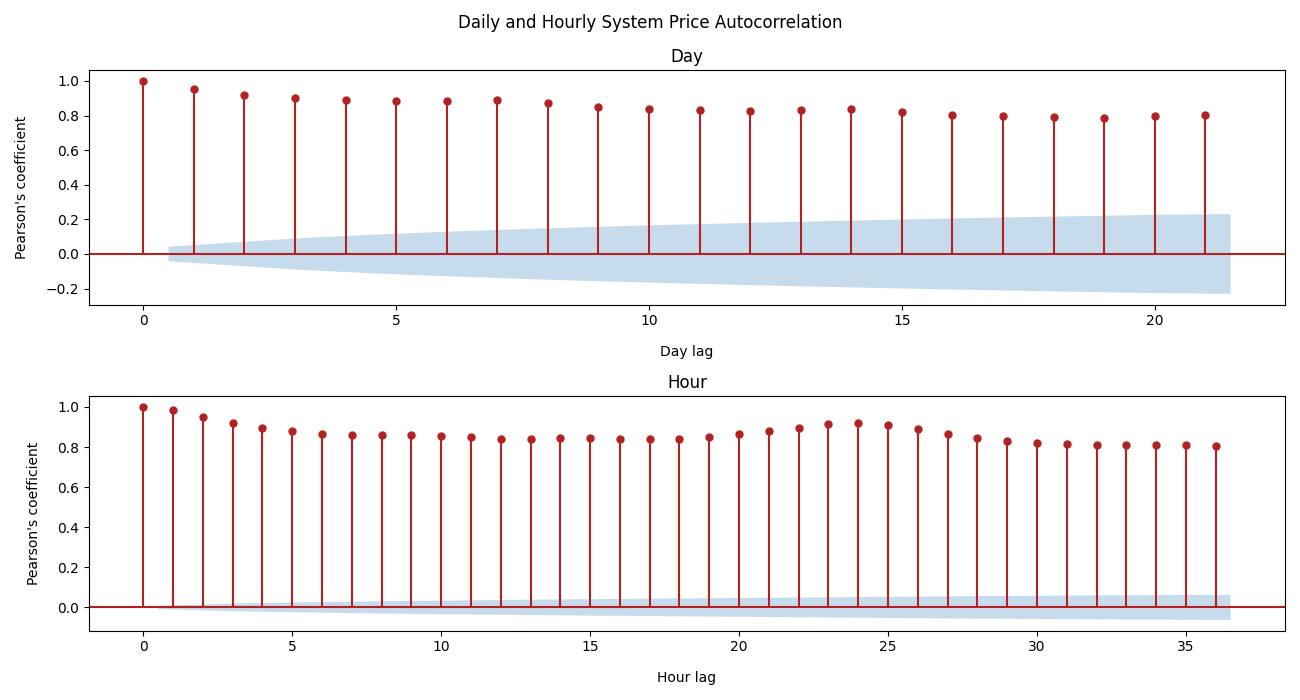 Daily and Hourly System Price Autocorrelation
Day
Pearson's coefficient
1.0
0.8
0.6
0.4
0.2
0.0
−0.2
0 5 10 15 20
Day lag
Hour
Pearson's coefficient
1.0
0.8
0.6
0.4
0.2
0.0
0 5 10 15 20 25 30 35
Hour lag